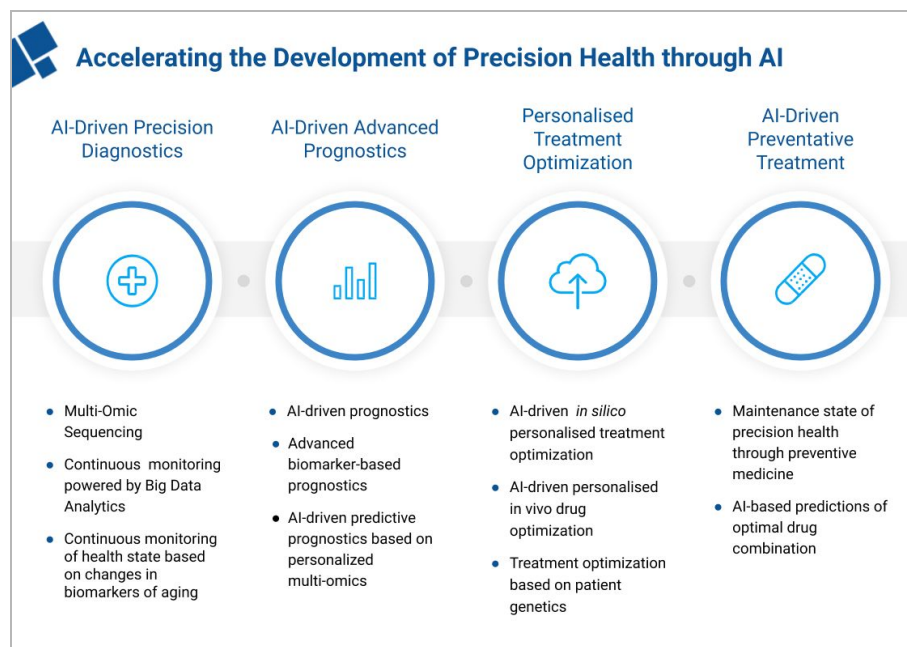 Accelerating the Development of Precision Health through AI
AI-Driven Precision
Diagnostics
AI-Driven Advanced
Prognostics
Personalised
Treatment
Optimization
AI-Driven
Preventative
Treatment
Multi-Omic
Sequencing
Continuous monitoring
powered by Big Data
Analytics
Continuous monitoring
of health state based
on changes in
biomarkers of aging
AI-driven prognostics
Advanced
biomarker-based
prognostics
AI-driven predictive
prognostics based on
personalized
multi-omics
AI-driven in silico
personalised treatment
optimization
AI-driven personalised
in vivo drug
optimization
Treatment optimization
based on patient
genetics
Maintenance state of
precision health
through preventive
medicine
AI-based predictions of
optimal drug
combination